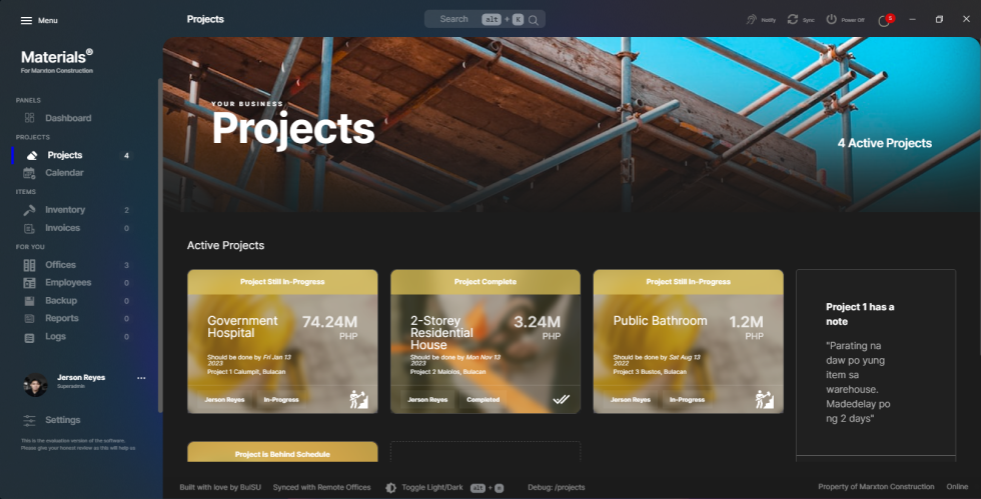 Menu
Projects
Search alt + K
Notify
Sync
Power Off
Materials®
For Marxton Construction
PANELS
Dashboard
PROJECTS
Projects 4
Calendar
ITEMS
Inventory 2
Invoices 0
FOR YOU
Offices 3
Employees 0
Backup 0
Reports 0
Logs 0
Jerson Reyes ...
Superadmin
Settings
This is the evaluation version of the software.
Please give your honest review as this will help us
YOUR BUSINESS
Projects
4 Active Projects
Active Projects
Project Still In-Progress
Government
Hospital
74.24M
PHP
Should be done by Fri Jan 13
2023
Project 1 Calumpit, Bulacan
Jerson Reyes In-Progress
Project Complete
2-Storey
Residential
House
3.24M
PHP
Should be done by Mon Nov 13
2023
Project 2 Malolos, Bulacan
Jerson Reyes Completed
Project Still In-Progress
Public Bathroom
1.2M
PHP
Should be done by Sat Aug 13
2022
Project 3 Bustos, Bulacan
Jerson Reyes In-Progress
Project 1 has a
note
"Parating na
daw po yung
item sa
warehouse.
Madedelay po
ng 2 days"
Project is Behind Schedule
Built with love by BulSU
Synced with Remote Offices
Toggle Light/Dark alt +
Debug: /projects
Property of Marxton Construction
Online